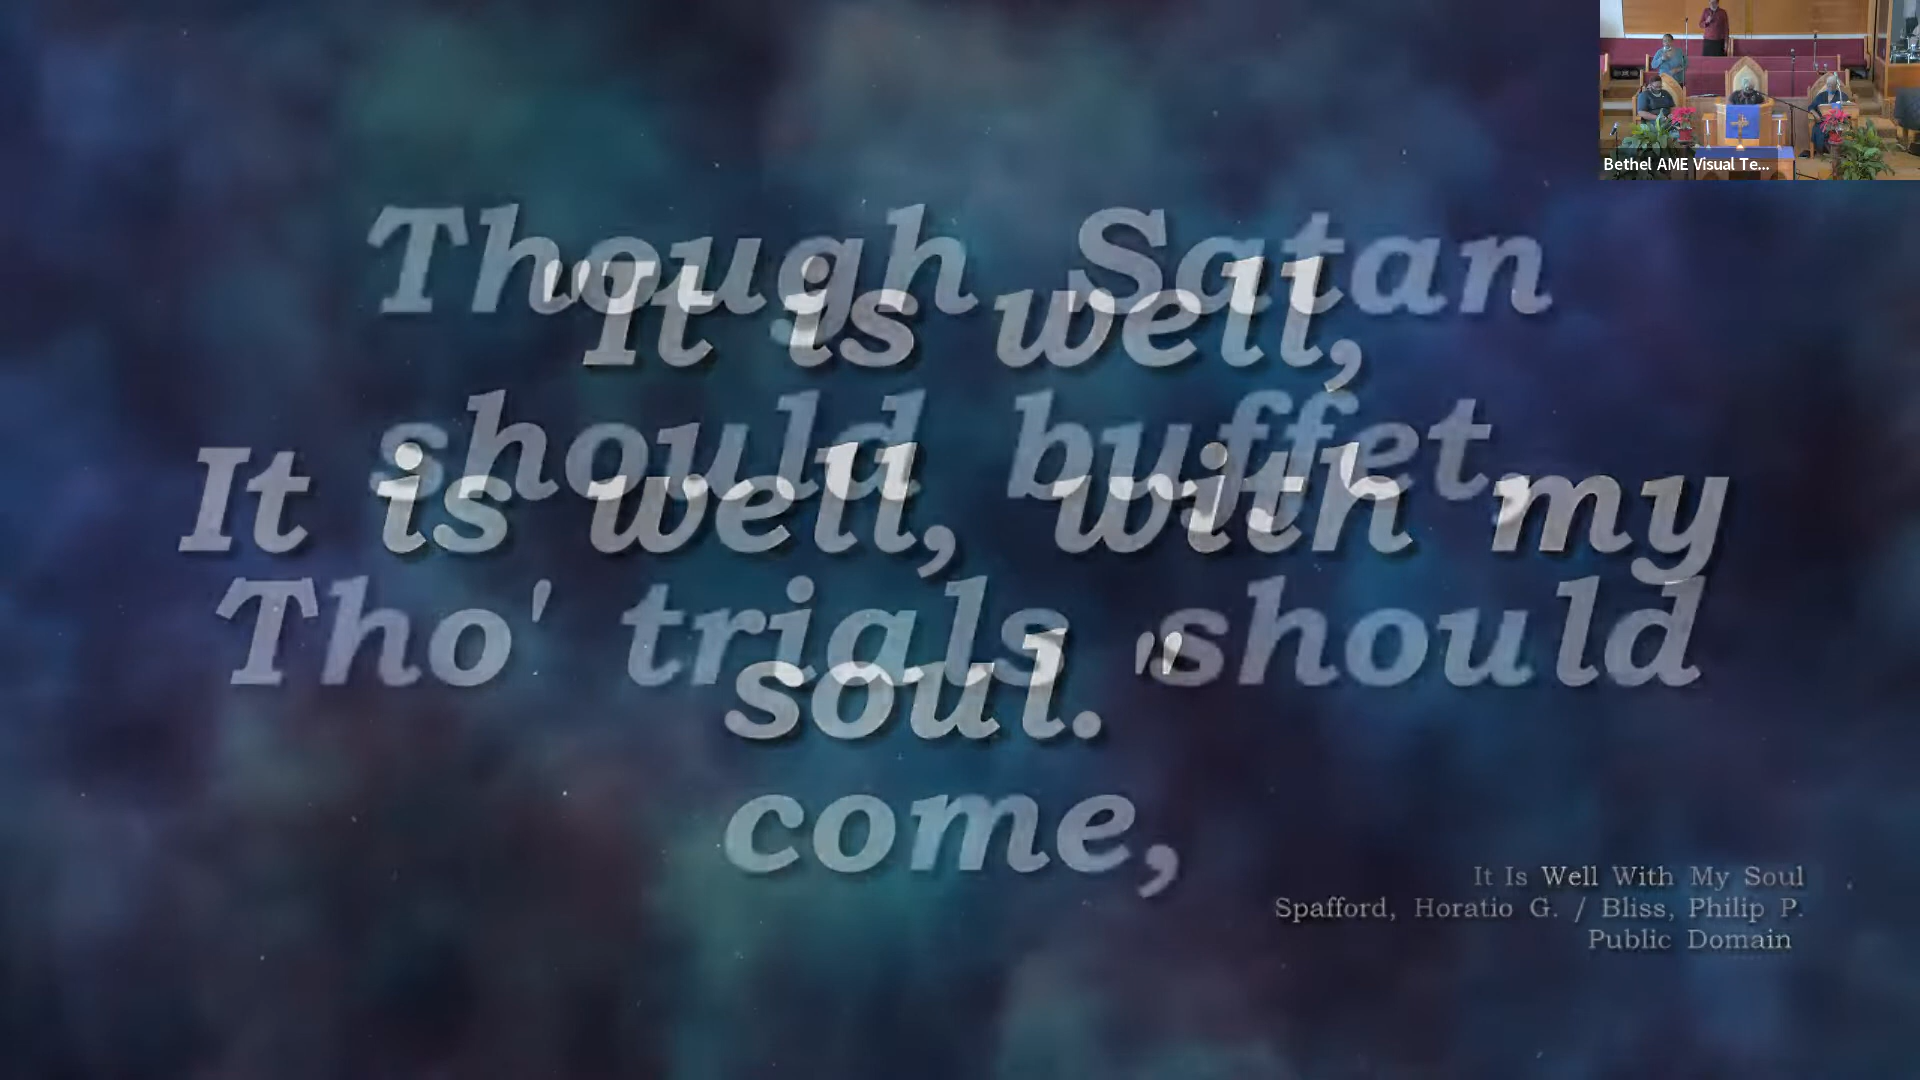 Bethel AME Visual Te...
Though Satan
should buffet,
Tho' trials should
come,
"It is well,
It is well, with my
soul. "
It Is Well With My Soul
Spafford, Horatio G. / Bliss, Philip P.
Public Domain